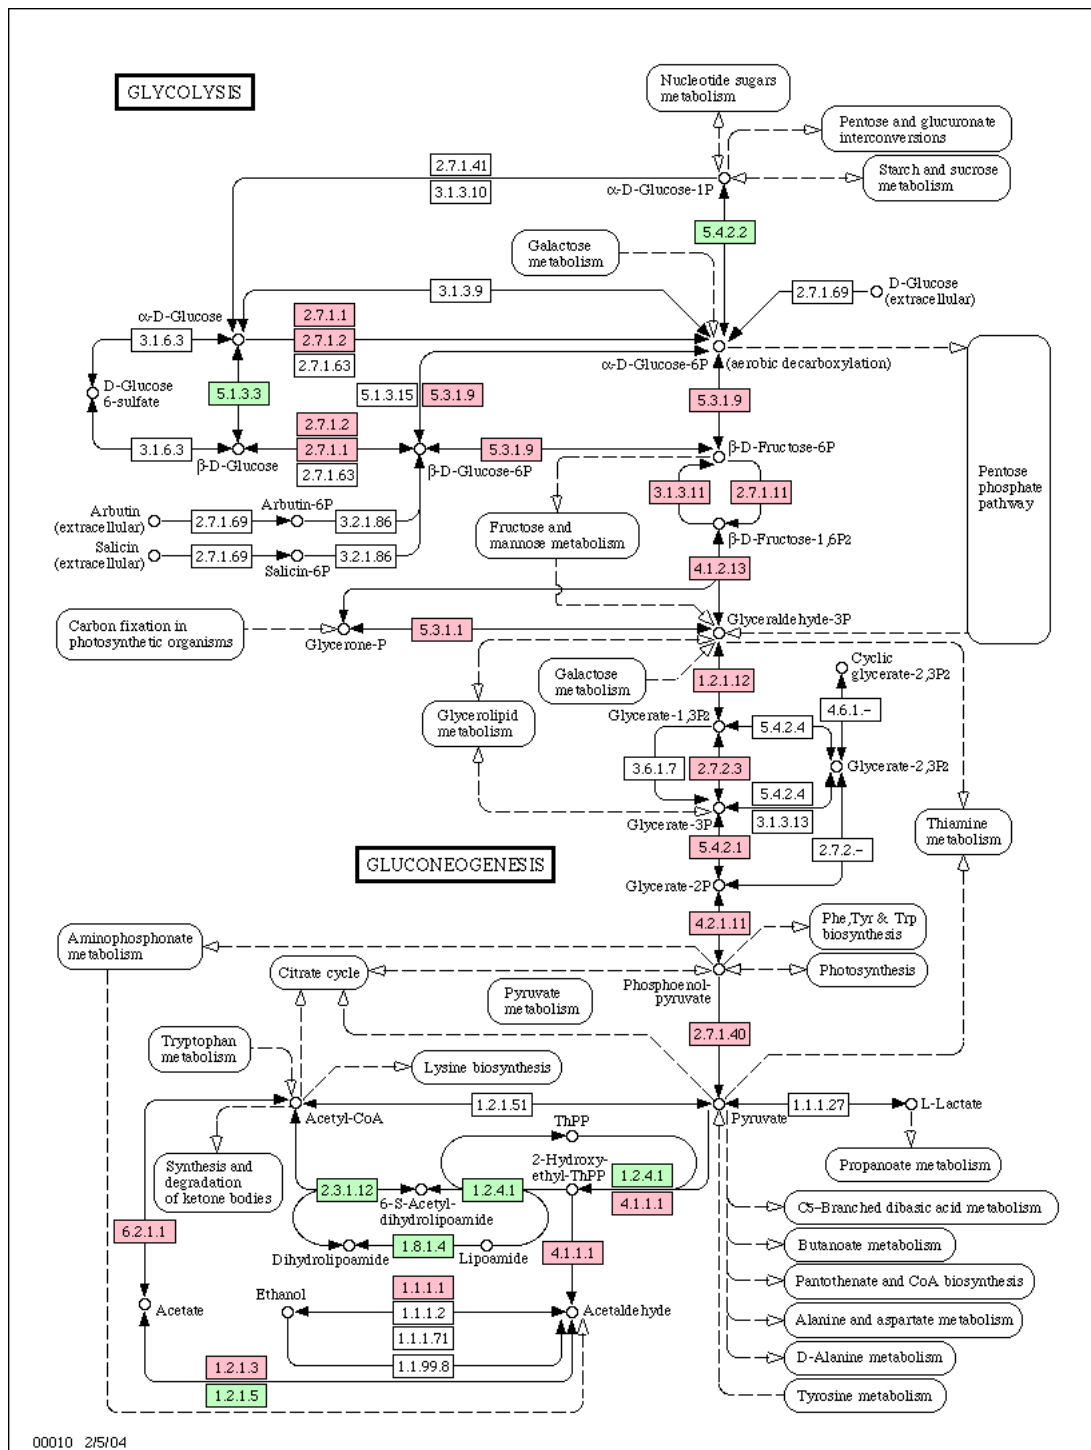 GLYCOLYSIS
Nucleotide sugars
metabolism
Pentose and glucuronate
interconversions
Starch and sucrose
metabolism
2.7.1.41
3.1.3.10
α-D-Glucose-1P
5.4.2.2
Galactose
metabolism
3.1.3.9
2.7.1.69
D-Glucose
(extracellular)
α-D-Glucose
2.7.1.1
2.7.1.2
2.7.1.63
3.1.6.3
α-D-Glucose-6P
(aerobic decarboxylation)
D-Glucose
6-sulfate
5.1.3.3
5.1.3.15
5.3.1.9
5.3.1.9
3.1.6.3
β-D-Glucose
2.7.1.2
2.7.1.1
2.7.1.63
β-D-Glucose-6P
5.3.1.9
β-D-Fructose-6P
Pentose
phosphate
pathway
3.1.3.11
2.7.1.11
Arbutin
(extracellular)
2.7.1.69
Arbutin-6P
3.2.1.86
Salicin
(extracellular)
2.7.1.69
Salicin-6P
3.2.1.86
Fructose and
mannose metabolism
β-D-Fructose-1,6P2
4.1.2.13
Carbon fixation in
photosynthetic organisms
Glycerone-P
5.3.1.1
Glyceraldehyde-3P
Galactose
metabolism
1.2.1.12
Cyclic
glycerate-2,3P2
Glycerolipid
metabolism
Glycerate-1,3P2
5.4.2.4
4.6.1.-
3.6.1.7
2.7.2.3
Glycerate-2,3P2
5.4.2.4
3.1.3.13
Glycerate-3P
Thiamine
metabolism
5.4.2.1
2.7.2.-
GLUCONEOGENESIS
Glycerate-2P
4.2.1.11
Phe,Tyr & Trp
biosynthesis
Aminophosphonate
metabolism
Citrate cycle
Pyruvate
metabolism
Phosphoenol-
pyruvate
Photosynthesis
2.7.1.40
Tryptophan
metabolism
Lysine biosynthesis
Acetyl-CoA
1.2.1.51
Pyruvate
1.1.1.27
L-Lactate
ThPP
Synthesis and
degradation
of ketone bodies
2-Hydroxy-
ethyl-ThPP
1.2.4.1
4.1.1.1
Propanoate metabolism
2.3.1.12
6-S-Acetyl-
dihydrolipoamide
1.2.4.1
C5-Branched dibasic acid metabolism
6.2.1.1
Dihydrolipoamide
1.8.1.4
Lipoamide
4.1.1.1
Butanoate metabolism
Pantothenate and CoA biosynthesis
Acetate
Ethanol
1.1.1.1
1.1.1.2
1.1.1.71
1.1.99.8
Acetaldehyde
Alanine and aspartate metabolism
D-Alanine metabolism
1.2.1.3
1.2.1.5
Tyrosine metabolism
00010 2/5/04